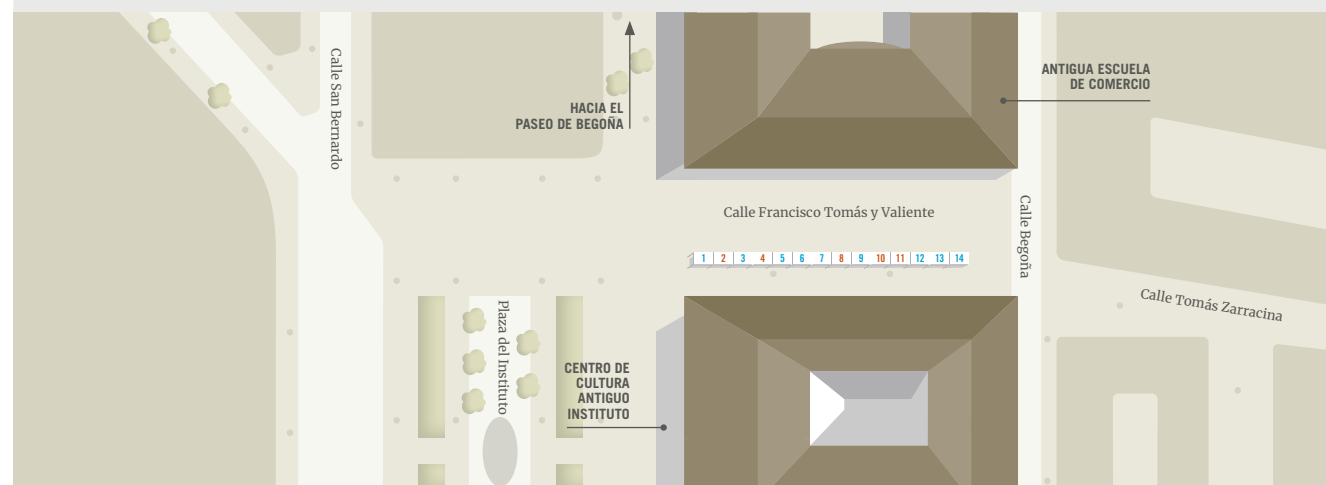 Calle San Bernardo
HACIA EL
PASEO DE BEGOÑA
ANTIGUA ESCUELA
DE COMERCIO
Calle Francisco Tomás y Valiente
Calle Begoña
1 2 3 4 5 6 7 8 9 10 11 12 13 14
Calle Tomás Zarracina
Plaza del Instituto
CENTRO DE
CULTURA
ANTIGUO
INSTITUTO